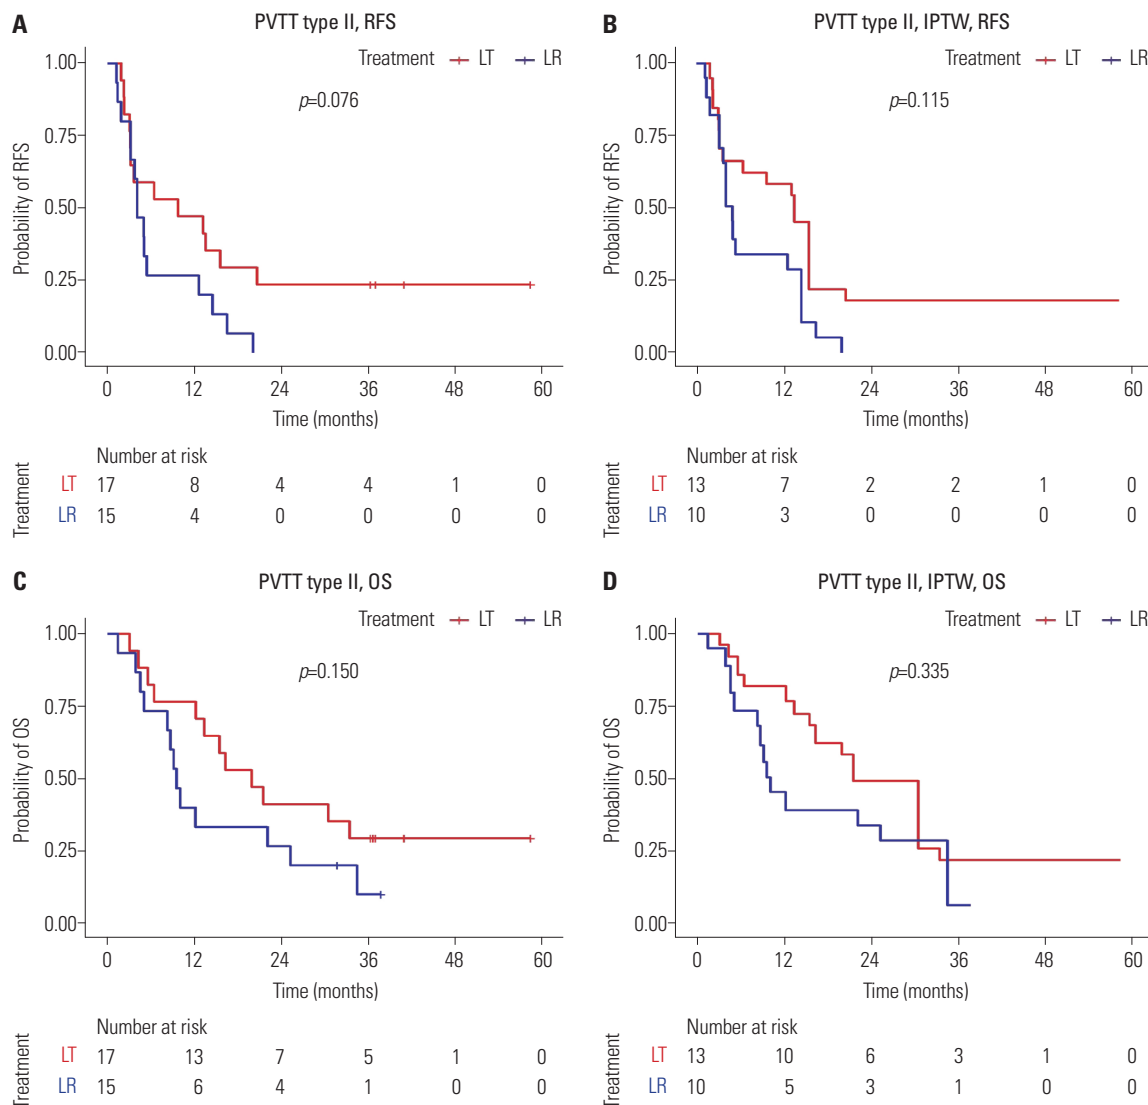 A
PVTT type II, RFS
Treatment LT LR
p=0.076
Probability of RFS
1.00
0.75
0.50
0.25
0.00
0 12 24 36 48 60
Time (months)
Number at risk
Treatment
LT 17 8 4 4 1 0
LR 15 4 0 0 0 0
B
PVTT type II, IPTW, RFS
Treatment LT LR
p=0.115
Probability of RFS
1.00
0.75
0.50
0.25
0.00
0 12 24 36 48 60
Time (months)
Number at risk
Treatment
LT 13 7 2 2 1 0
LR 10 3 0 0 0 0
C
PVTT type II, OS
Treatment LT LR
p=0.150
Probability of OS
1.00
0.75
0.50
0.25
0.00
0 12 24 36 48 60
Time (months)
Number at risk
Treatment
LT 17 13 7 5 1 0
LR 15 6 4 1 0 0
D
PVTT type II, IPTW, OS
Treatment LT LR
p=0.335
Probability of OS
1.00
0.75
0.50
0.25
0.00
0 12 24 36 48 60
Time (months)
Number at risk
Treatment
LT 13 10 6 3 1 0
LR 10 5 3 1 0 0